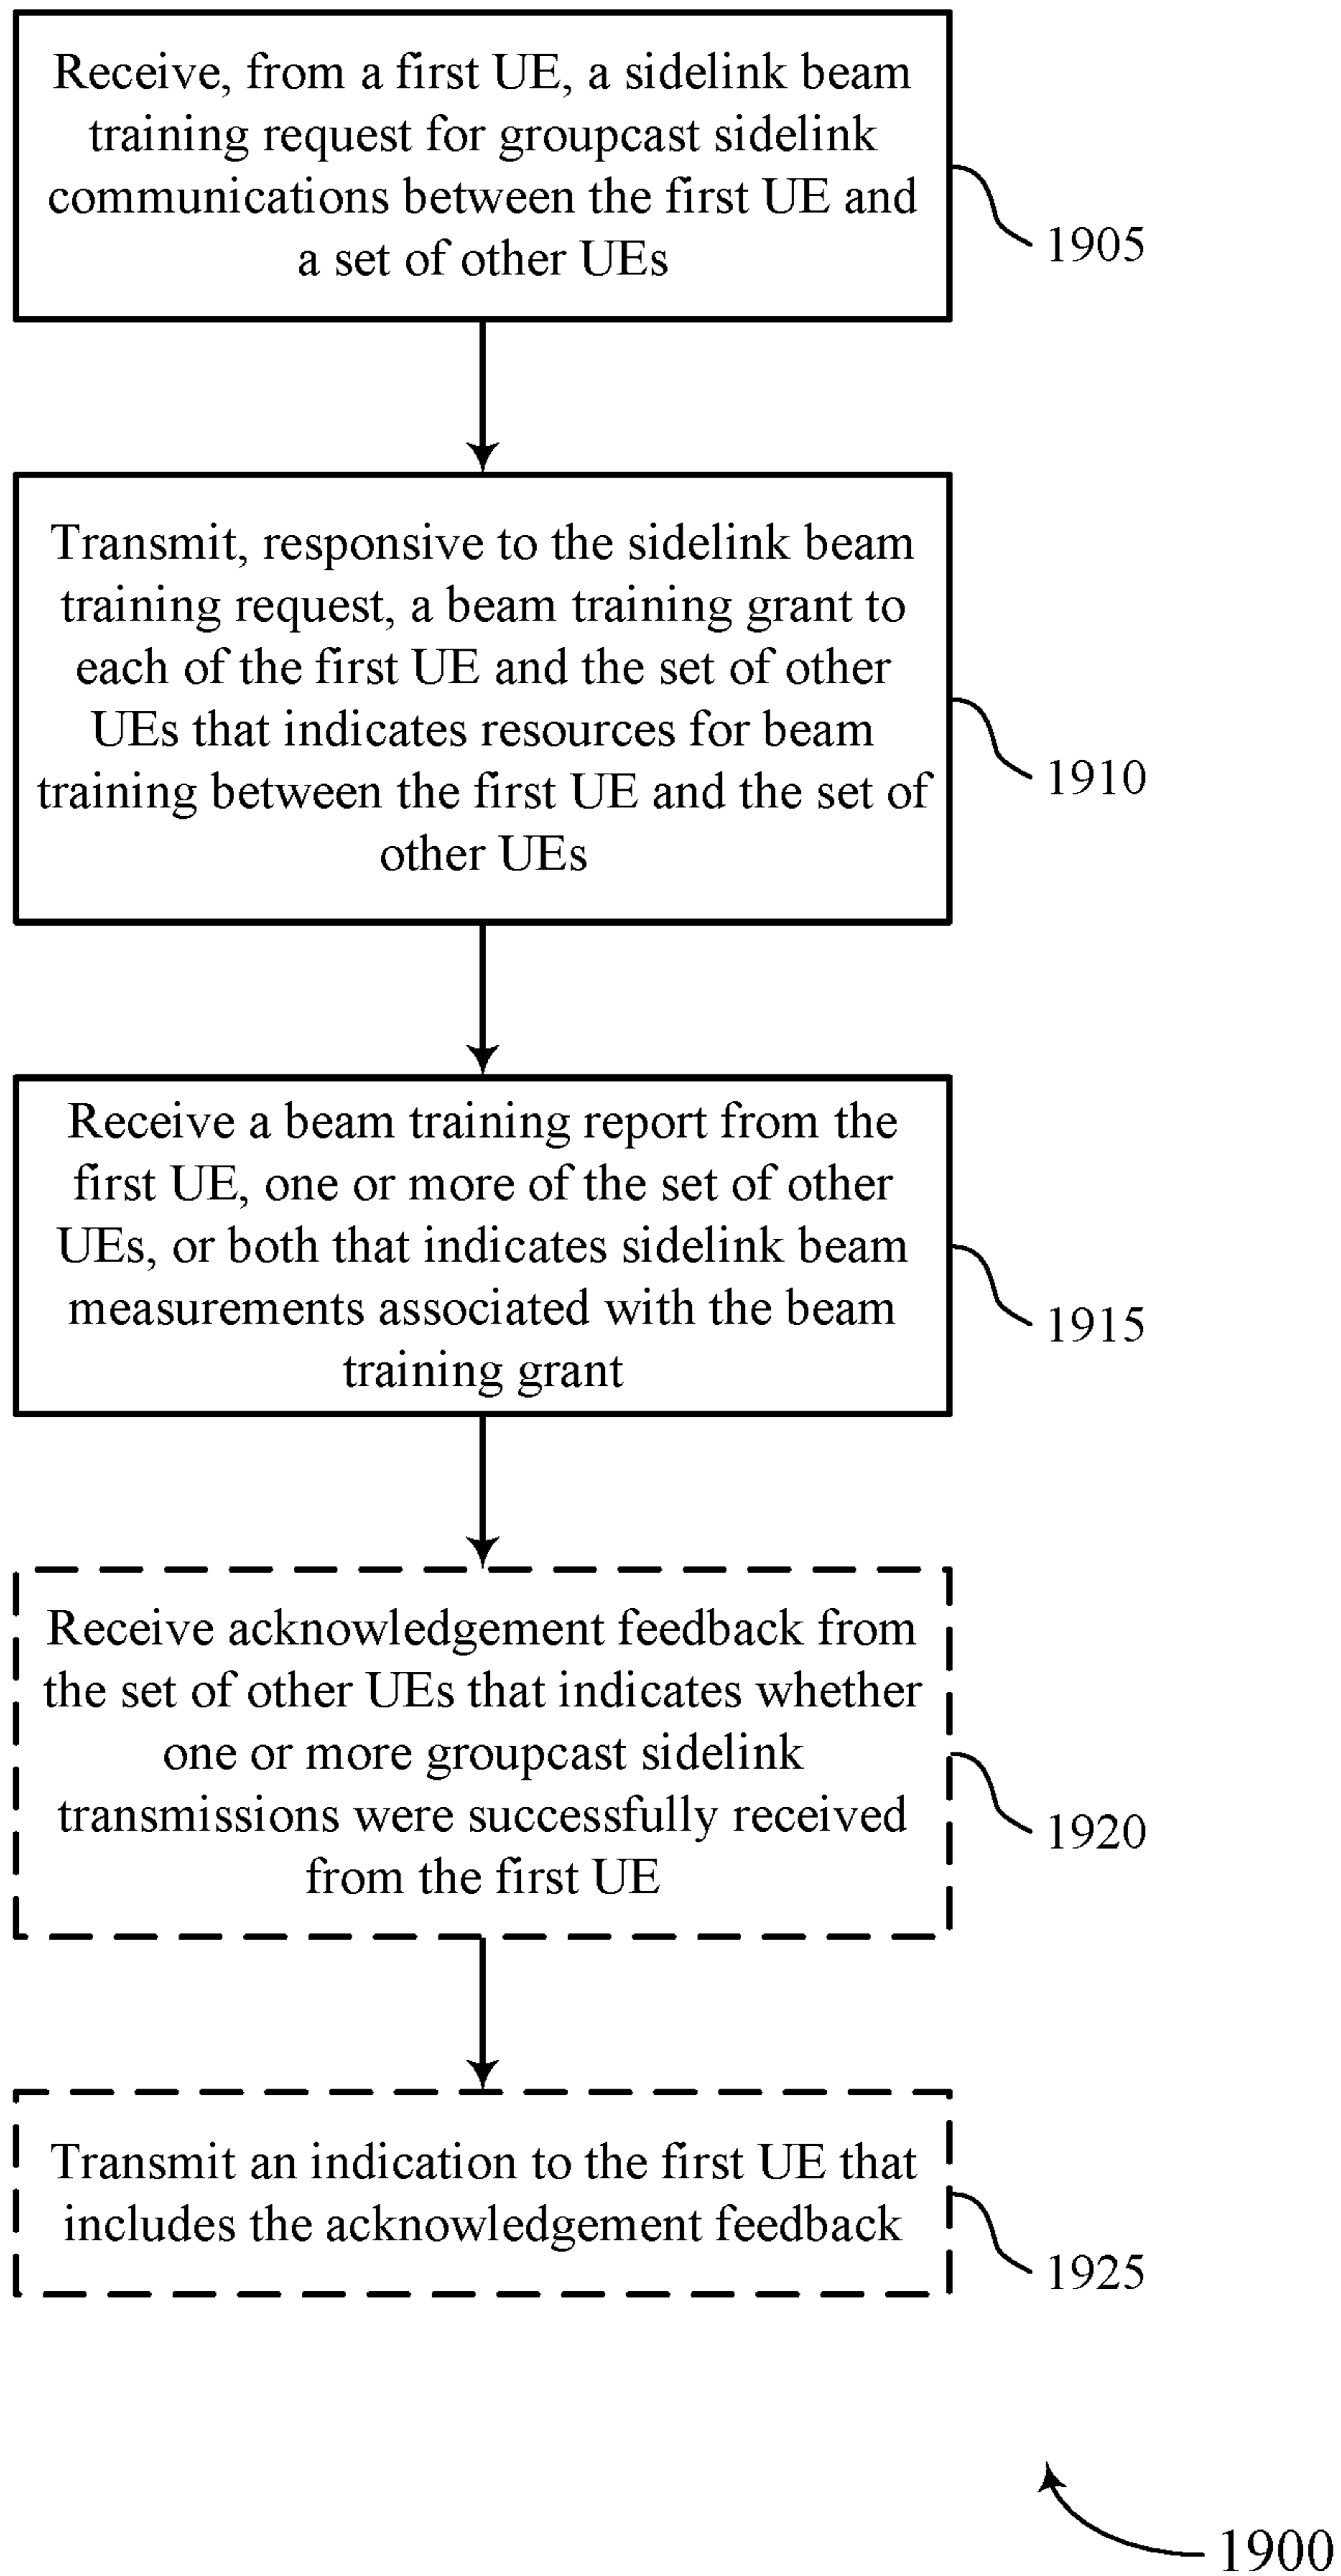 Receive, from a first UE, a sidelink beam
training request for groupcast sidelink
communications between the first UE and
a set of other UEs
1905
Transmit, responsive to the sidelink beam
training request, a beam training grant to
each of the first UE and the set of other
UEs that indicates resources for beam
training between the first UE and the set of
other UEs
1910
Receive a beam training report from the
first UE, one or more of the set of other
UEs, or both that indicates sidelink beam
measurements associated with the beam
training grant
1915
Receive acknowledgement feedback from
the set of other UEs that indicates whether
one or more groupcast sidelink
transmissions were successfully received
from the first UE
1920
Transmit an indication to the first UE that
includes the acknowledgement feedback
1925
1900